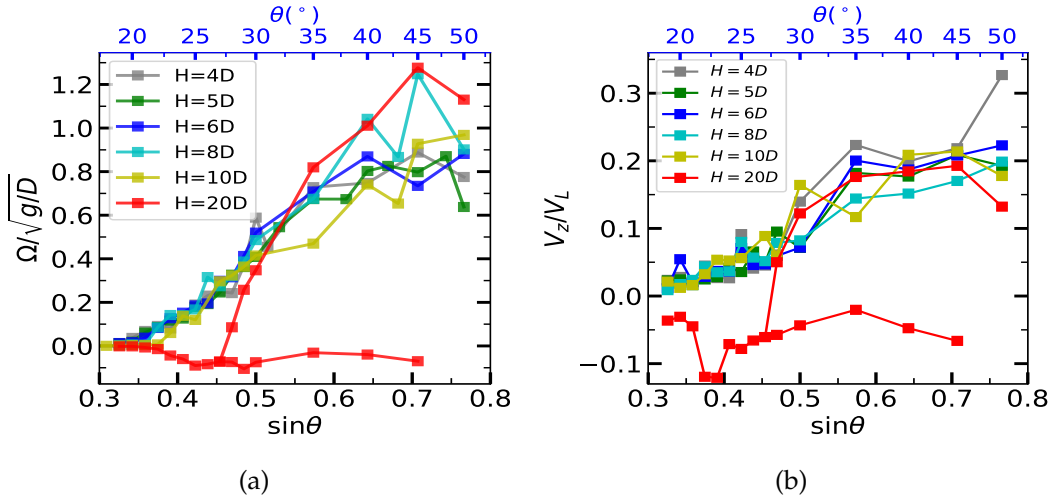 θ(°)
20 25 30 35 40 45 50
1.2
1.0
0.8
0.6
0.4
0.2
0.0
Ω/√g/D
H=4D
H=5D
H=6D
H=8D
H=10D
H=20D
0.3 0.4 0.5 0.6 0.7 0.8
sinθ
(a)
θ(°)
20 25 30 35 40 45 50
0.3
0.2
0.1
0.0
−0.1
V_z/V_L
H = 4D
H = 5D
H = 6D
H = 8D
H = 10D
H = 20D
0.3 0.4 0.5 0.6 0.7 0.8
sinθ
(b)